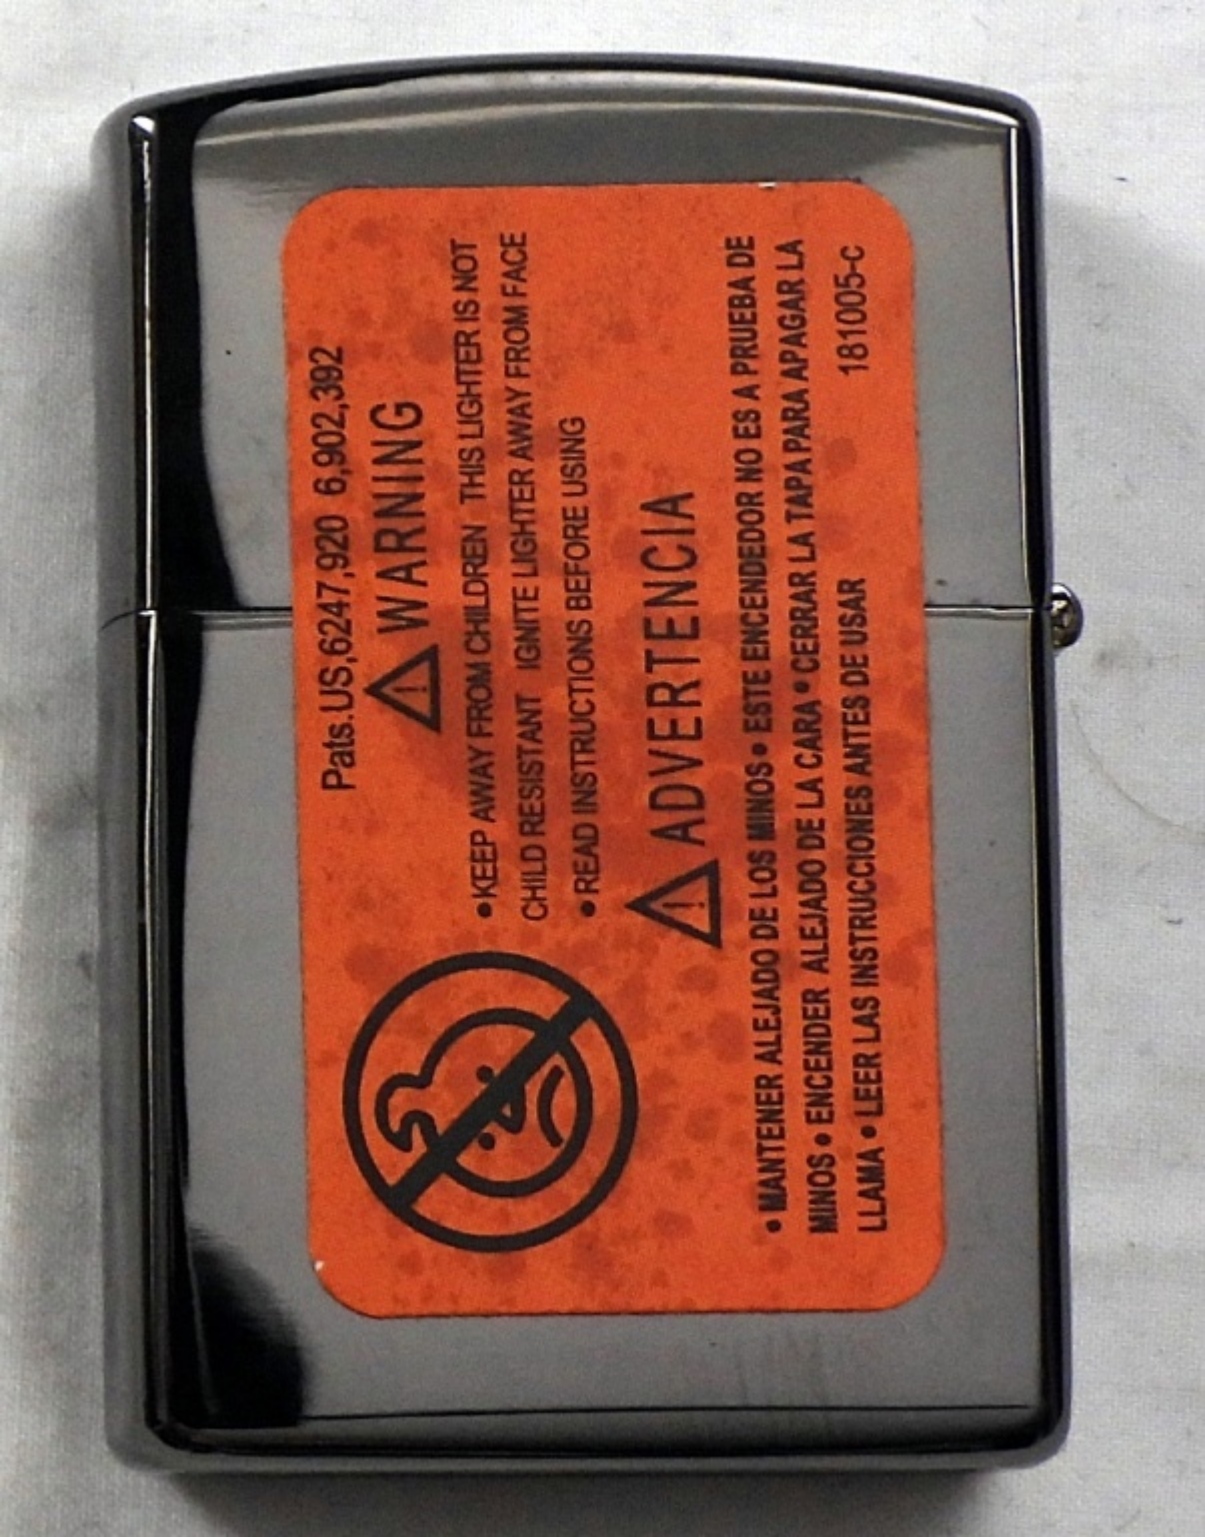 Pats.US,6247,920 6,902,392
⚠ WARNING
•KEEP AWAY FROM CHILDREN THIS LIGHTER IS NOT
CHILD RESISTANT IGNITE LIGHTER AWAY FROM FACE
•READ INSTRUCTIONS BEFORE USING
⚠ ADVERTENCIA
• MANTENER ALEJADO DE LOS MINOS • ESTE ENCENDEDOR NO ES A PRUEBA DE
MINOS • ENCENDER ALEJADO DE LA CARA • CERRAR LA TAPA PARA APAGAR LA
LLAMA • LEER LAS INSTRUCCIONES ANTES DE USAR 181005-c